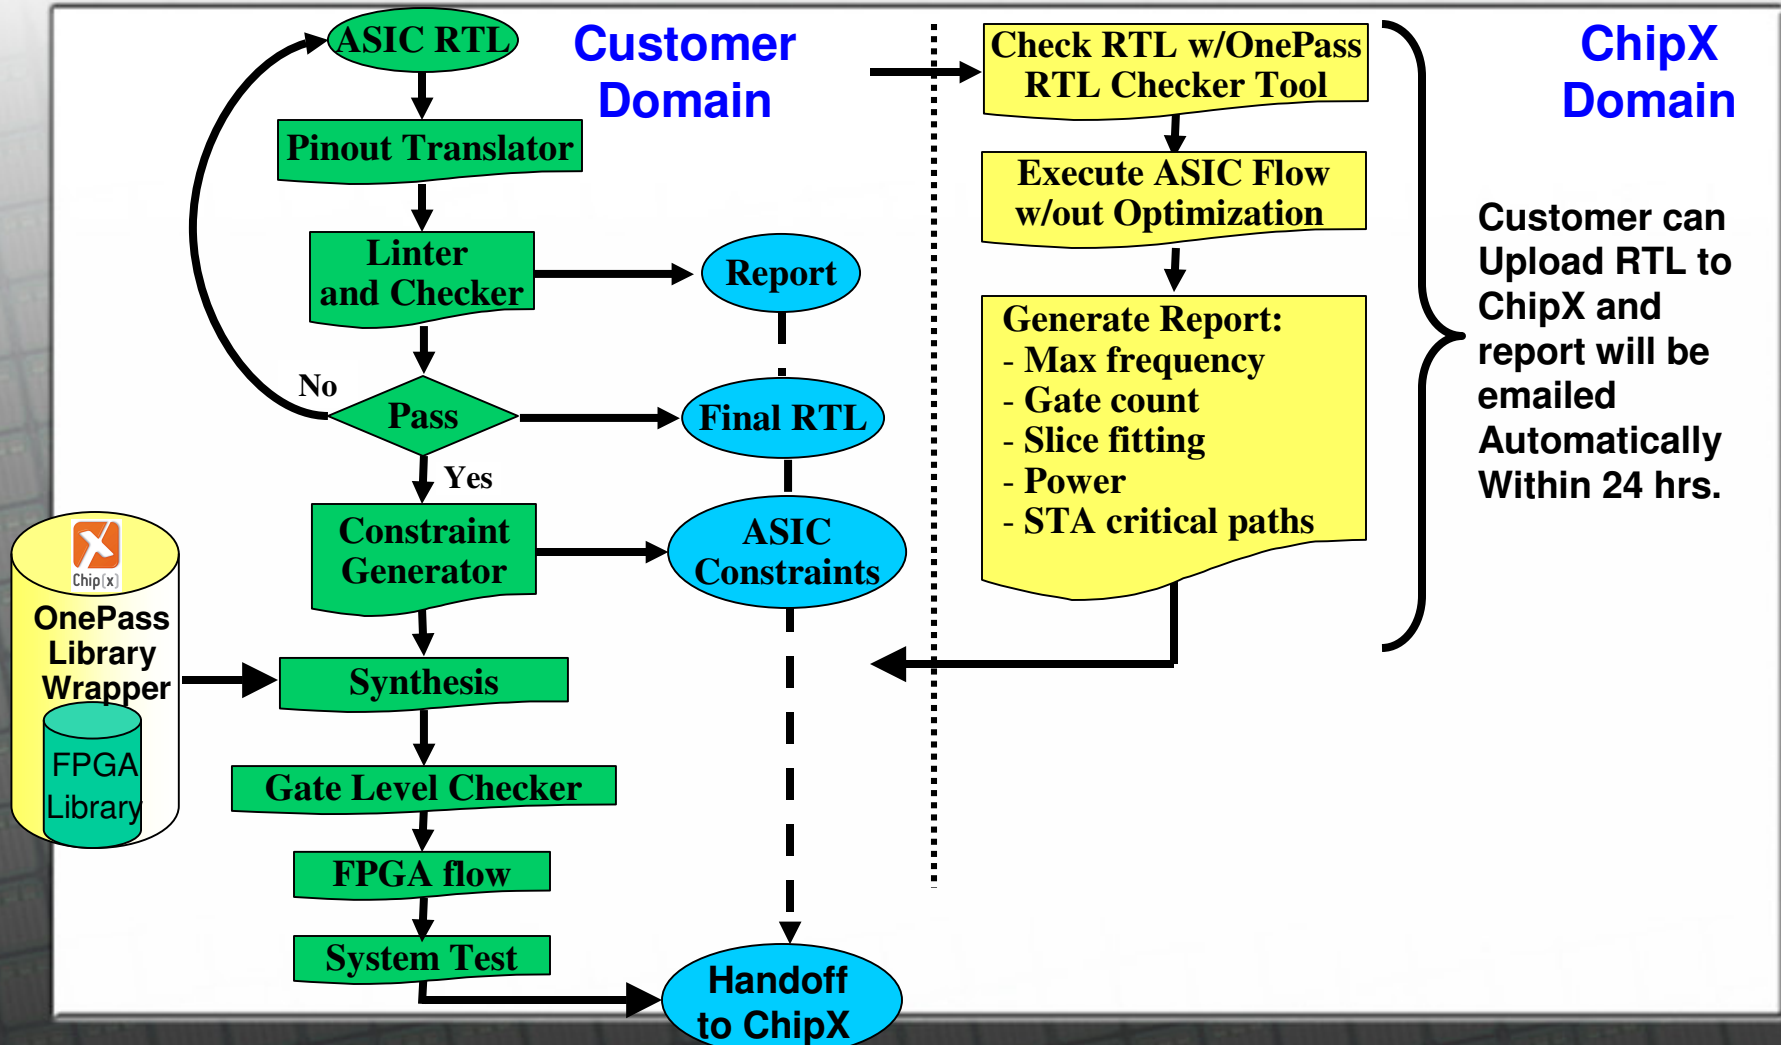 ASIC RTL
Customer
Domain
Pinout Translator
Linter
and Checker
Report
No
Pass
Final RTL
Yes
Constraint
Generator
ASIC
Constraints
Chip(x)
OnePass
Library
Wrapper
FPGA
Library
Synthesis
Gate Level Checker
FPGA flow
System Test
Handoff
to ChipX
Check RTL w/OnePass
RTL Checker Tool
Execute ASIC Flow
w/out Optimization
Generate Report:
- Max frequency
- Gate count
- Slice fitting
- Power
- STA critical paths
ChipX
Domain
Customer can
Upload RTL to
ChipX and
report will be
emailed
Automatically
Within 24 hrs.